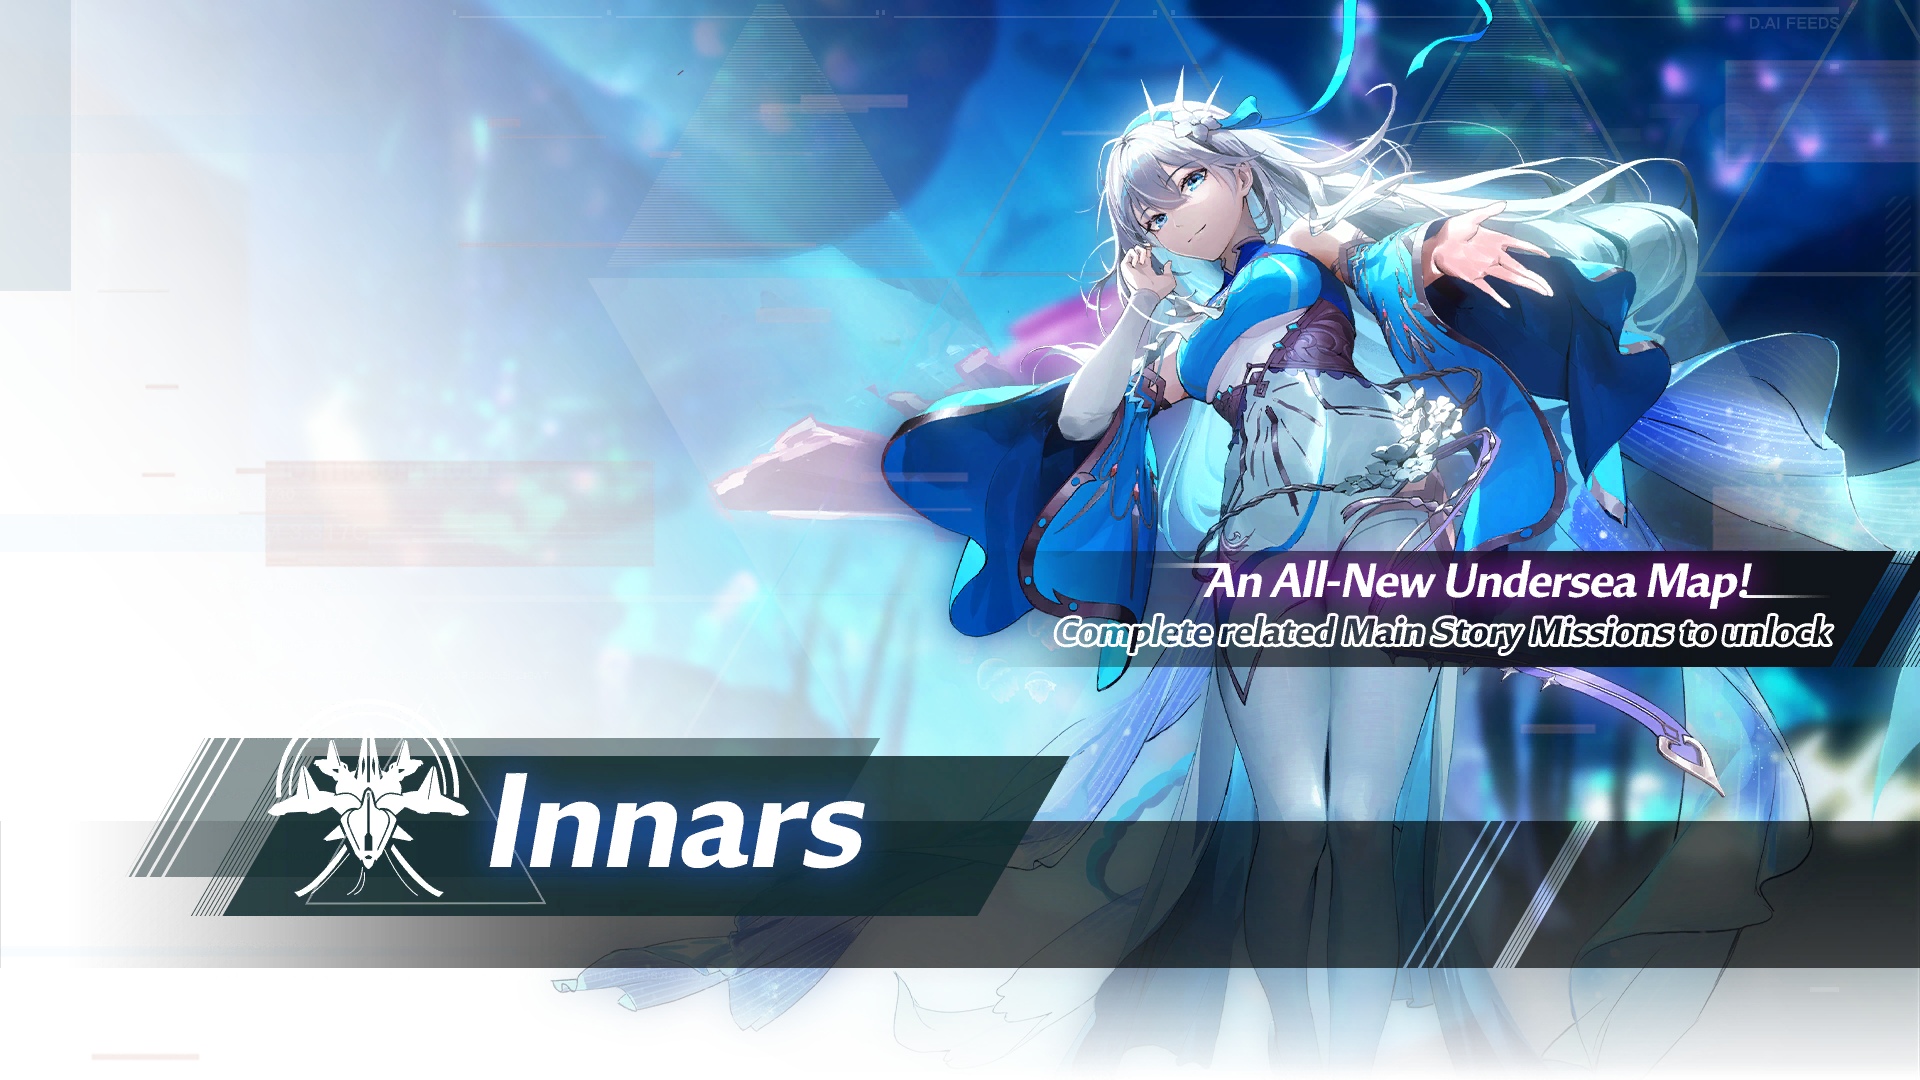 D.AI FEEDS
An All-New Undersea Map!
Complete related Main Story Missions to unlock
Innars